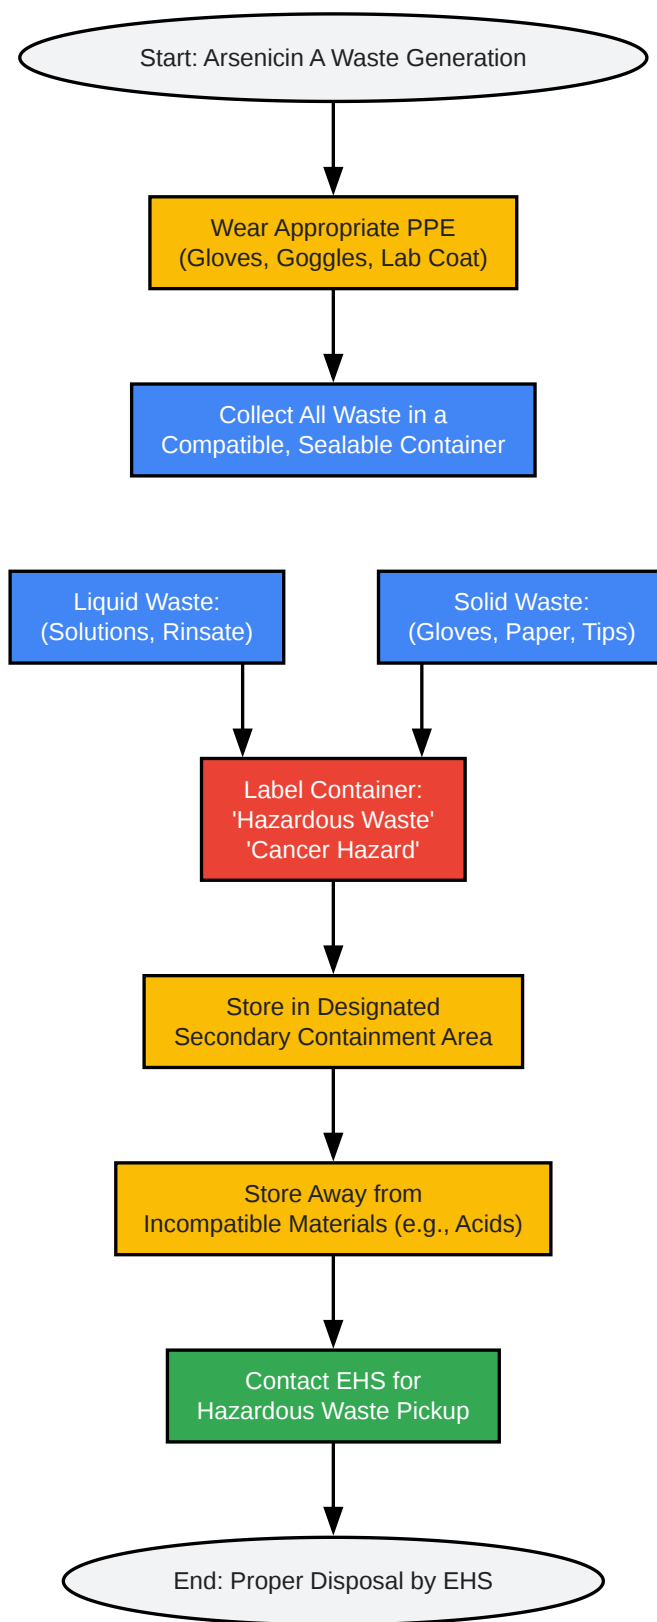 Start: Arsenicin A Waste Generation
Wear Appropriate PPE
(Gloves, Goggles, Lab Coat)
Collect All Waste in a
Compatible, Sealable Container
Liquid Waste:
(Solutions, Rinsate)
Solid Waste:
(Gloves, Paper, Tips)
Label Container:
'Hazardous Waste'
'Cancer Hazard'
Store in Designated
Secondary Containment Area
Store Away from
Incompatible Materials (e.g., Acids)
Contact EHS for
Hazardous Waste Pickup
End: Proper Disposal by EHS